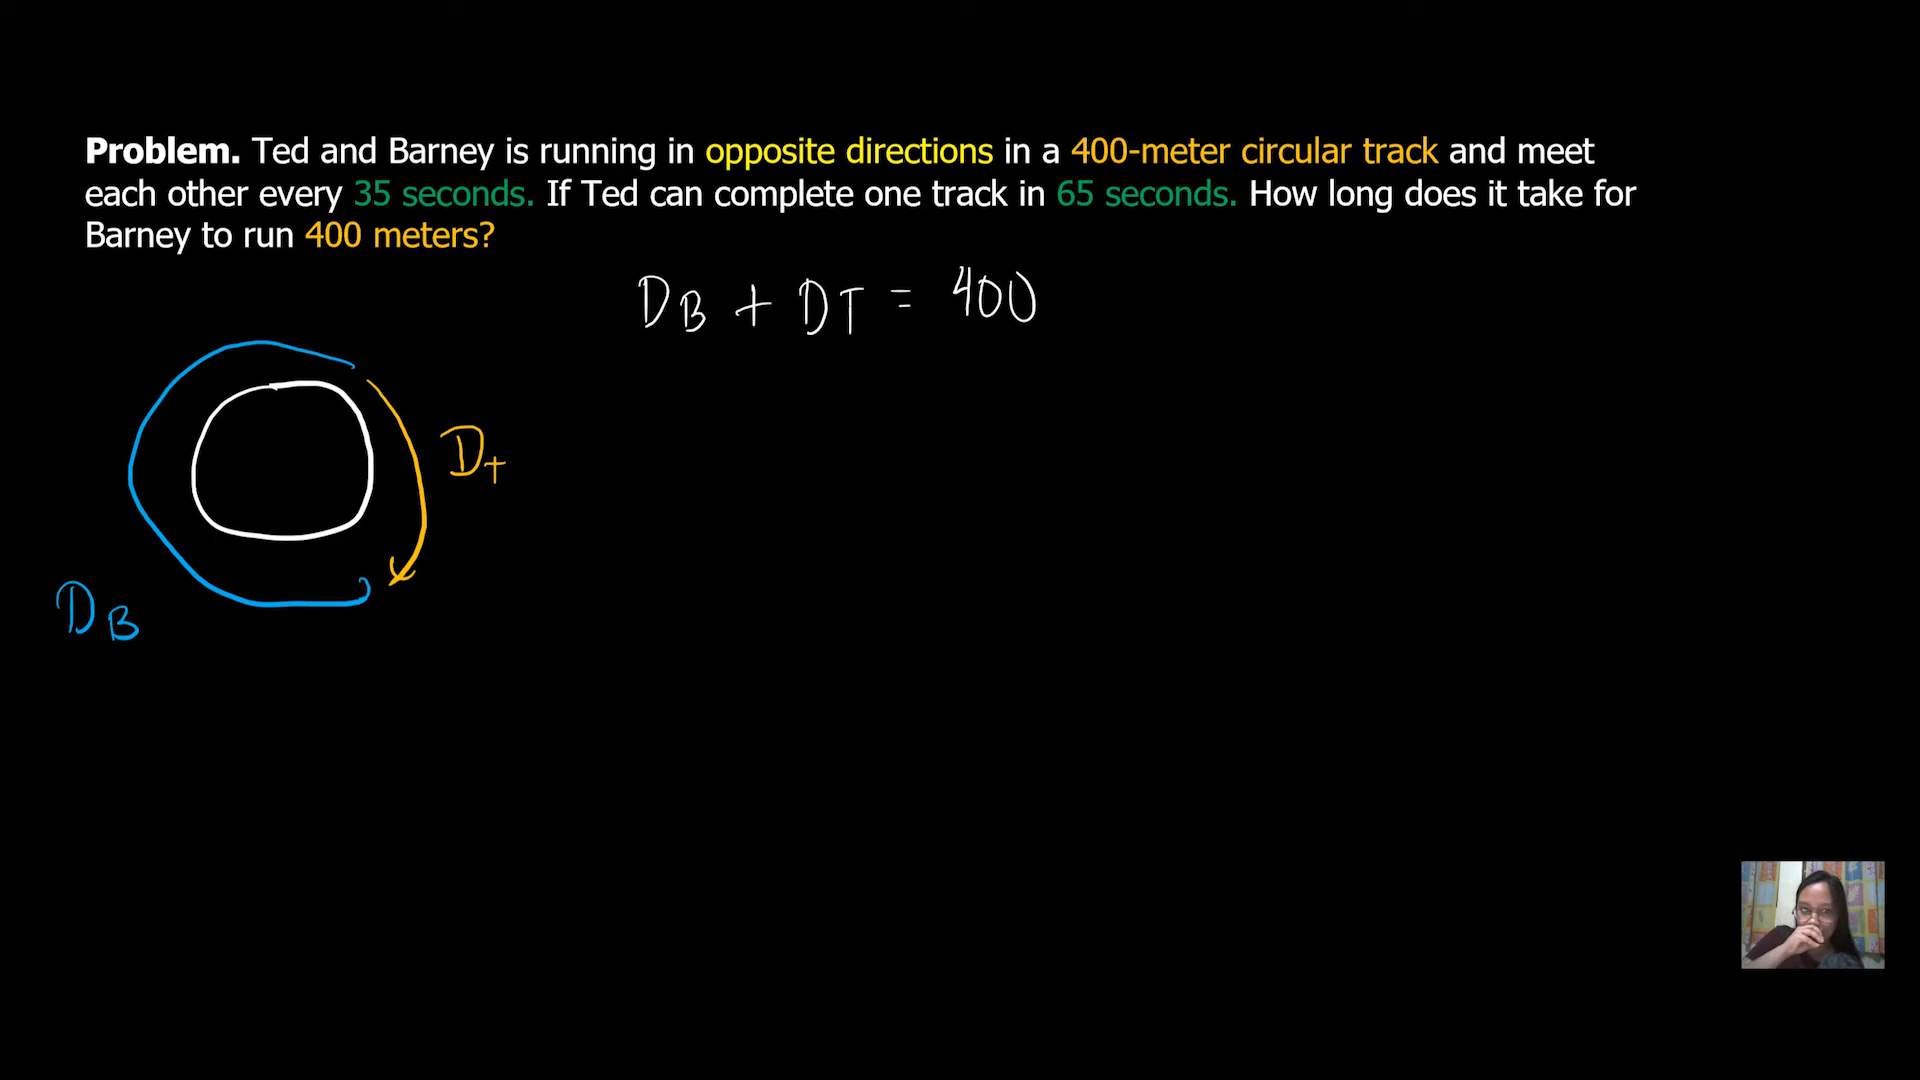 Problem. Ted and Barney is running in opposite directions in a 400-meter circular track and meet
each other every 35 seconds. If Ted can complete one track in 65 seconds. How long does it take for
Barney to run 400 meters?
DB + DT = 400
DT
DB